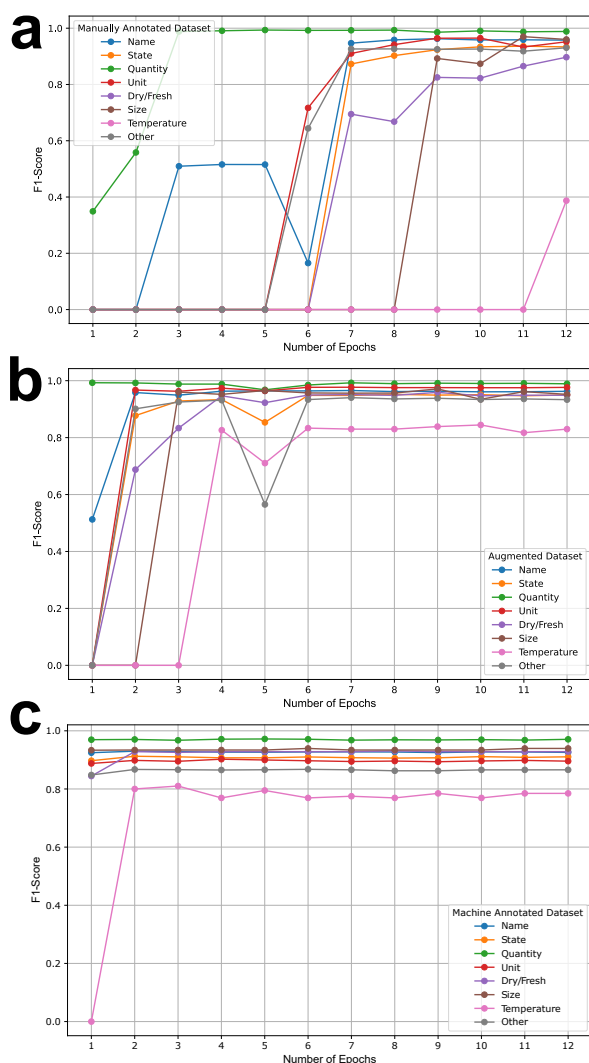 a
Manually Annotated Dataset
Name
State
Quantity
Unit
Dry/Fresh
Size
Temperature
Other
F1-Score
1.0
0.8
0.6
0.4
0.2
0.0
1 2 3 4 5 6 7 8 9 10 11 12
Number of Epochs
b
F1-Score
1.0
0.8
0.6
0.4
0.2
0.0
Augmented Dataset
Name
State
Quantity
Unit
Dry/Fresh
Size
Temperature
Other
1 2 3 4 5 6 7 8 9 10 11 12
Number of Epochs
c
F1-Score
1.0
0.8
0.6
0.4
0.2
0.0
Machine Annotated Dataset
Name
State
Quantity
Unit
Dry/Fresh
Size
Temperature
Other
1 2 3 4 5 6 7 8 9 10 11 12
Number of Epochs